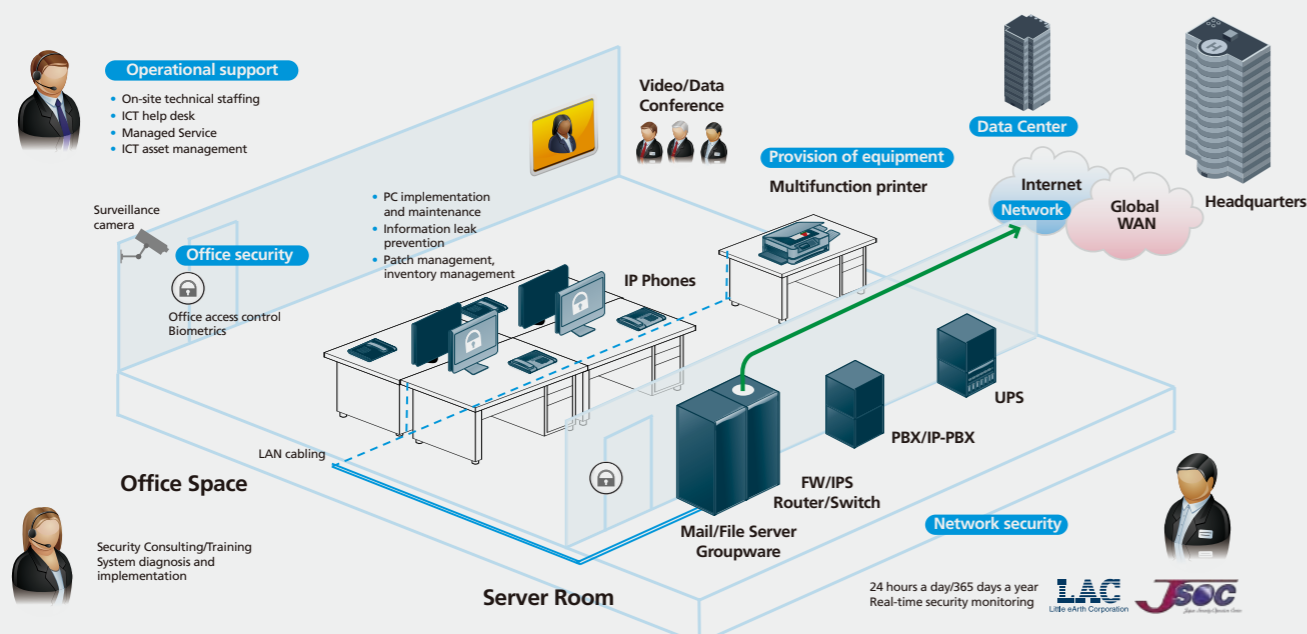 Operational support
• On-site technical staffing
• ICT help desk
• Managed Service
• ICT asset management
Video/Data
Conference
Data Center
Provision of equipment
Multifunction printer
Internet
Network
Global
WAN
Headquarters
H
Surveillance
camera
Office security
Office access control
Biometrics
• PC implementation
and maintenance
• Information leak
prevention
• Patch management,
inventory management
IP Phones
UPS
PBX/IP-PBX
FW/IPS
Router/Switch
Mail/File Server
Groupware
LAN cabling
Office Space
Server Room
Security Consulting/Training
System diagnosis and
implementation
Network security
24 hours a day/365 days a year
Real-time security monitoring
LAC
Little eArth Corporation
JSOC